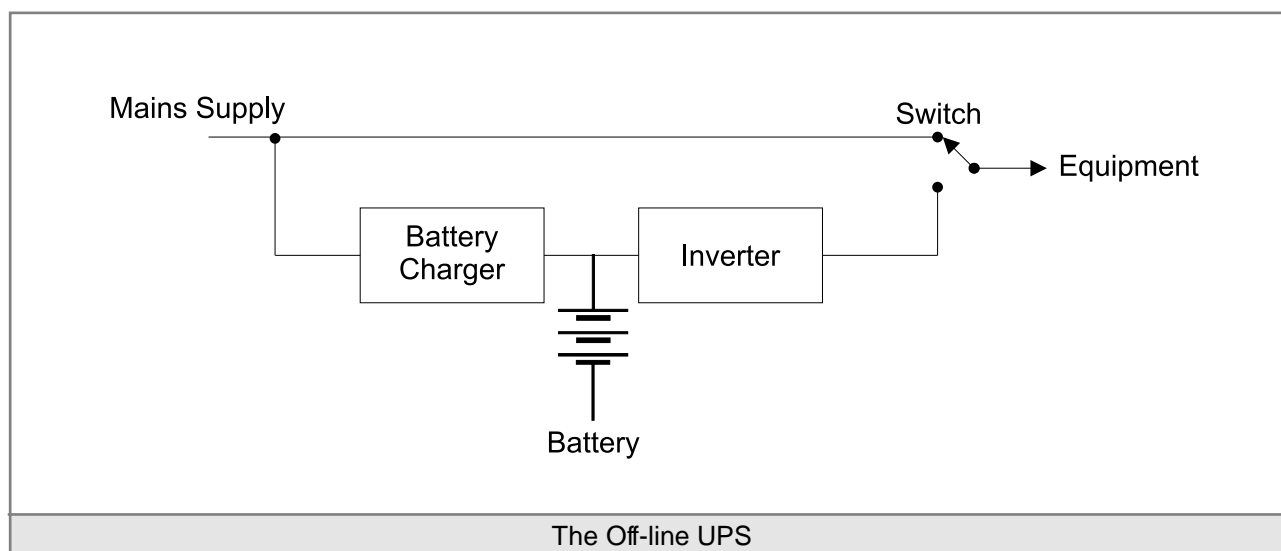 Mains Supply
Switch
Equipment
Battery
Charger
Inverter
Battery
The Off-line UPS